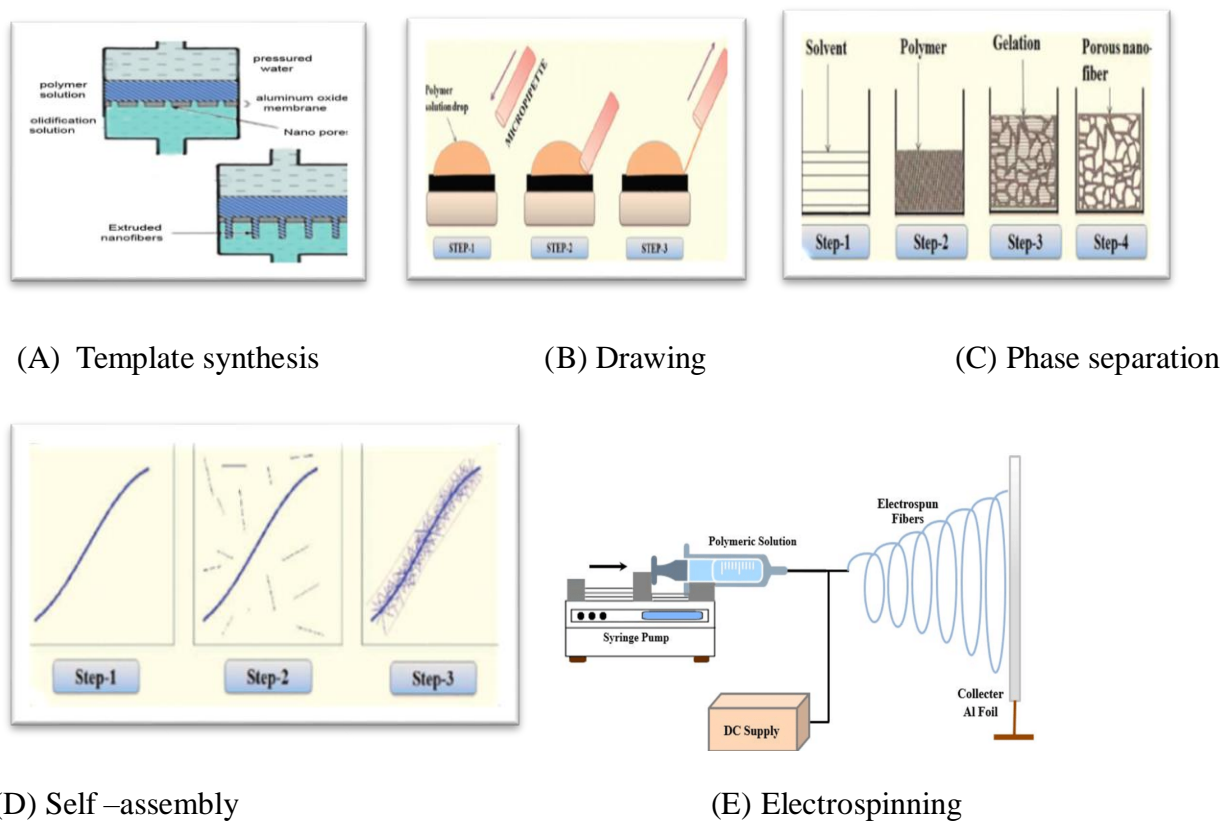 pressured
water
polymer
solution
aluminum oxide
membrane
olidification
solution
Nano pores
Extruded
nanofibers
Polymer
solution drop
MICROPIPETTE
STEP-1
STEP-2
STEP-3
Solvent
Polymer
Gelation
Porous nano-
fiber
Step-1
Step-2
Step-3
Step-4
(A) Template synthesis
(B) Drawing
(C) Phase separation
Step-1
Step-2
Step-3
Electrospun
Fibers
Polymeric Solution
Syringe Pump
DC Supply
Collecter
Al Foil
(D) Self –assembly
(E) Electrospinning